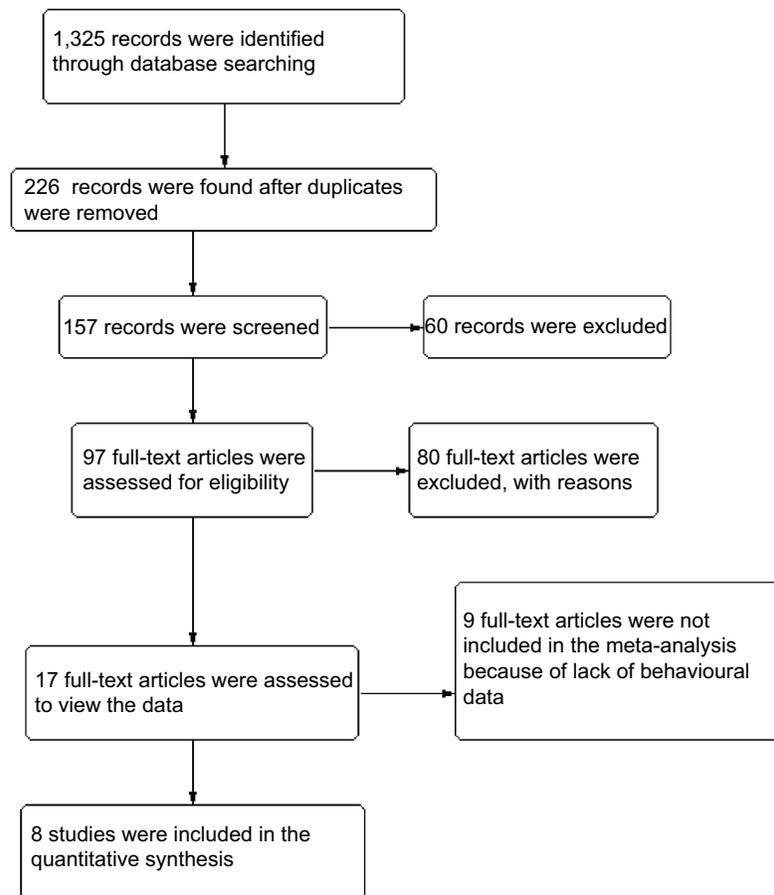 1,325 records were identified
through database searching
226 records were found after duplicates
were removed
157 records were screened
60 records were excluded
97 full-text articles were
assessed for eligibility
80 full-text articles were
excluded, with reasons
17 full-text articles were assessed
to view the data
9 full-text articles were not
included in the meta-analysis
because of lack of behavioural
data
8 studies were included in the
quantitative synthesis